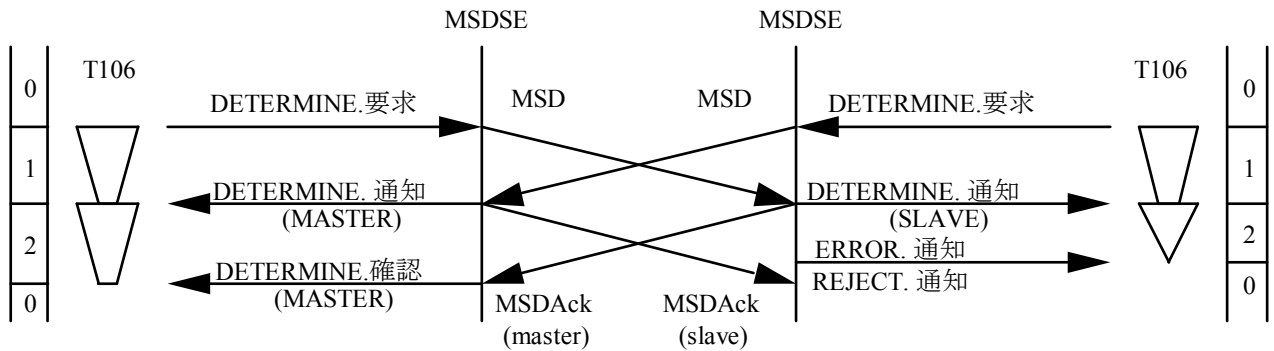 MSDSE MSDSE
T106 T106
0 0
DETERMINE.要求 MSD MSD DETERMINE.要求
1 1
DETERMINE. 通知 DETERMINE. 通知
(MASTER) (SLAVE)
2 2
ERROR. 通知
DETERMINE.確認 REJECT. 通知
(MASTER)
0 0
MSDAck MSDAck
(master) (slave)